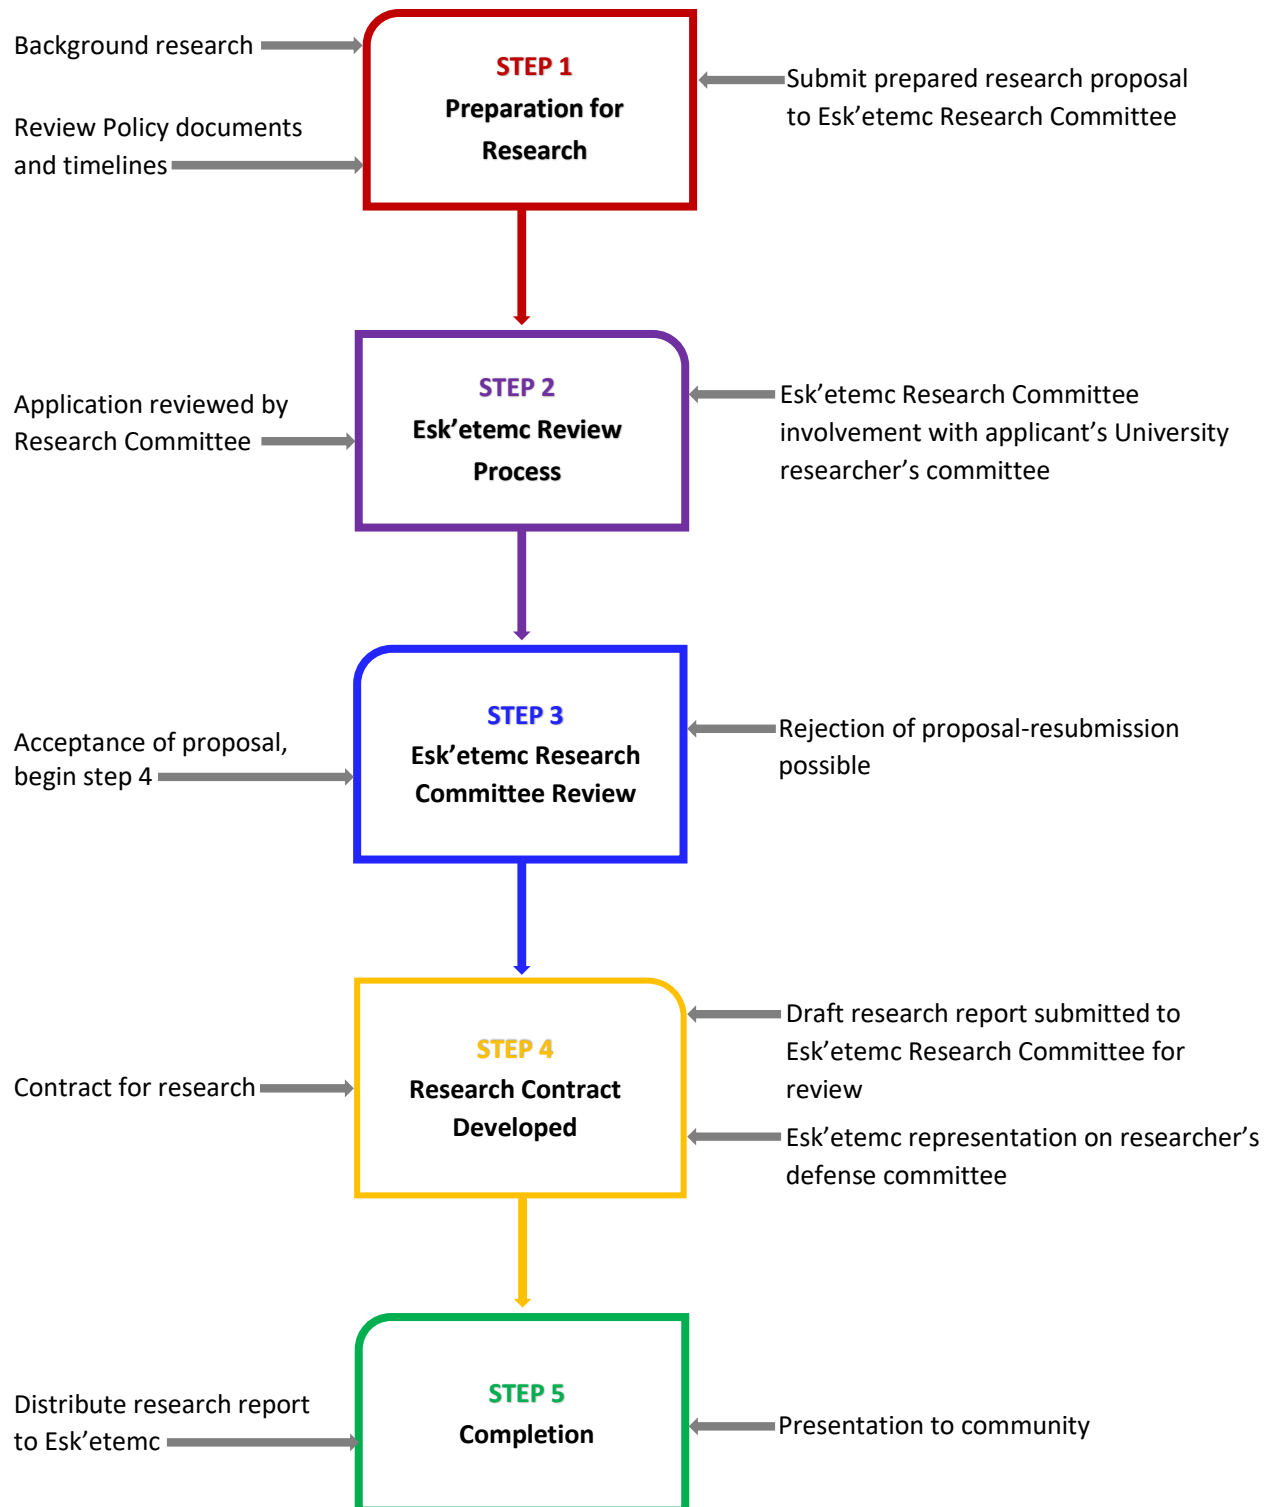 Background research
Review Policy documents
and timelines
STEP 1
Preparation for
Research
Submit prepared research proposal
to Esk’etemc Research Committee
Application reviewed by
Research Committee
STEP 2
Esk’etemc Review
Process
Esk’etemc Research Committee
involvement with applicant’s University
researcher’s committee
Acceptance of proposal,
begin step 4
STEP 3
Esk’etemc Research
Committee Review
Rejection of proposal-resubmission
possible
Contract for research
STEP 4
Research Contract
Developed
Draft research report submitted to
Esk’etemc Research Committee for
review
Esk’etemc representation on researcher’s
defense committee
Distribute research report
to Esk’etemc
STEP 5
Completion
Presentation to community